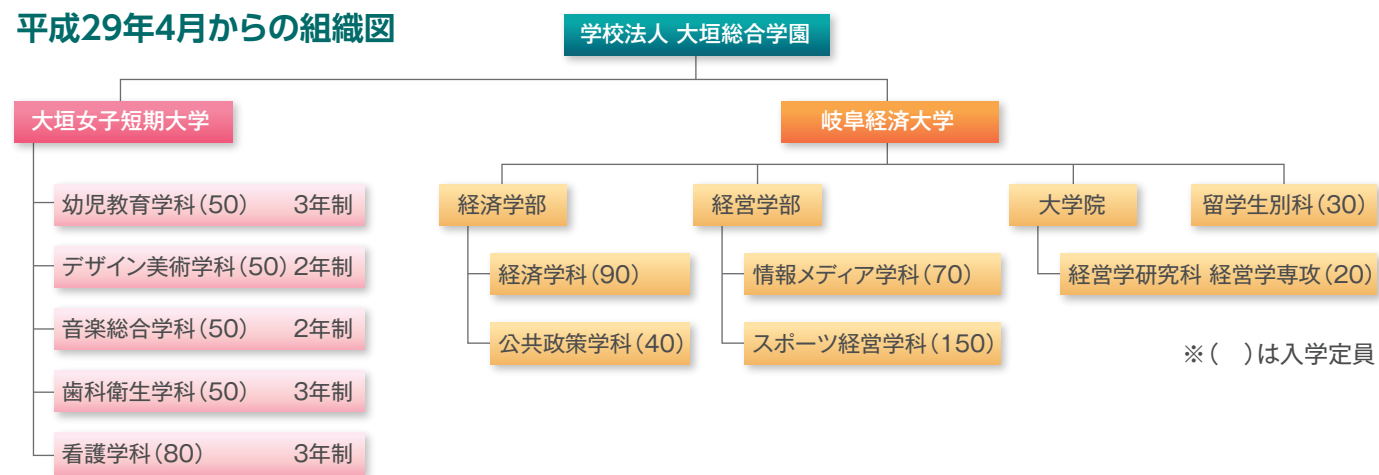 平成29年4月からの組織図
学校法人 大垣総合学園
大垣女子短期大学
岐阜経済大学
幼児教育学科(50) 3年制
デザイン美術学科(50) 2年制
音楽総合学科(50) 2年制
歯科衛生学科(50) 3年制
看護学科(80) 3年制
経済学部
経済学科(90)
公共政策学科(40)
経営学部
情報メディア学科(70)
スポーツ経営学科(150)
大学院
経営学研究科 経営学専攻(20)
留学生別科(30)
※( )は入学定員